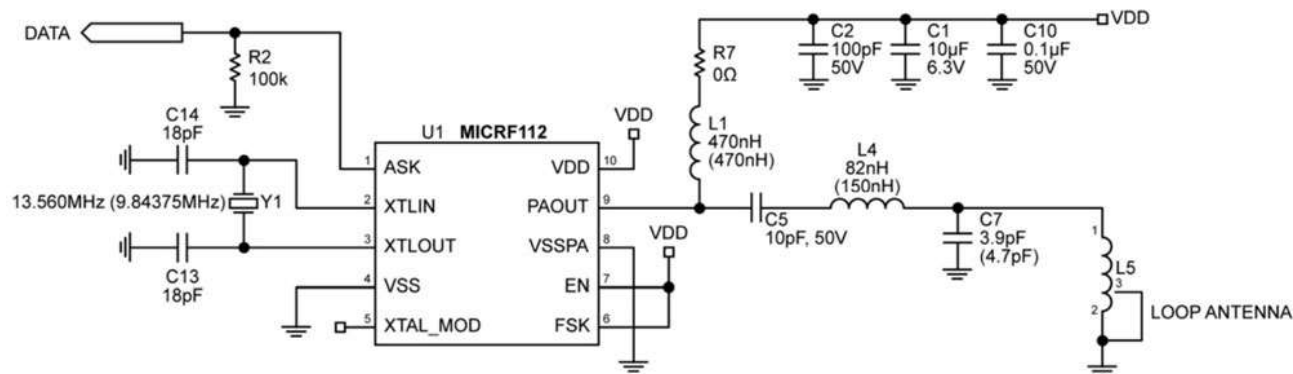 DATA
R2
100k
C14
18pF
13.560MHz (9.84375MHz)
Y1
C13
18pF
U1 MICRF112
1 ASK
2 XTLIN
3 XTLOUT
4 VSS
5 XTAL_MOD
VDD 10
PAOUT 9
VSSPA 8
EN 7
FSK 6
VDD
VDD
R7
0Ω
L1
470nH
(470nH)
C2
100pF
50V
C1
10µF
6.3V
C10
0.1µF
50V
VDD
C5
10pF, 50V
L4
82nH
(150nH)
C7
3.9pF
(4.7pF)
1
L5
3
2
LOOP ANTENNA